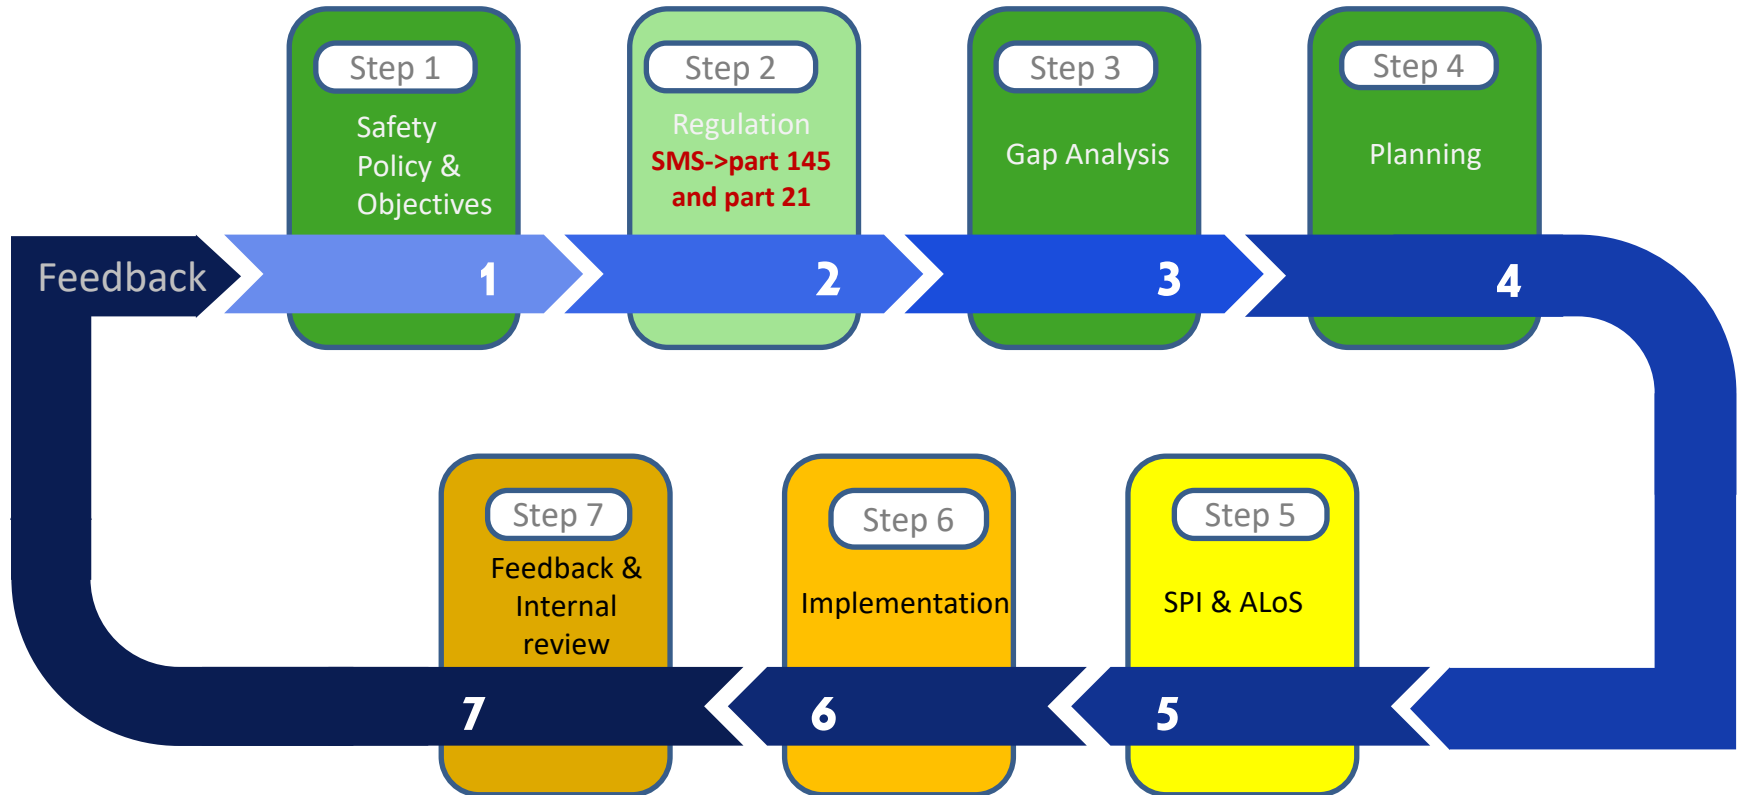 Step 1
Safety
Policy &
Objectives
Step 2
Regulation
SMS->part 145
and part 21
Step 3
Gap Analysis
Step 4
Planning
Feedback
1
2
3
4
Step 7
Feedback &
Internal
review
Step 6
Implementation
Step 5
SPI & ALoS
7
6
5